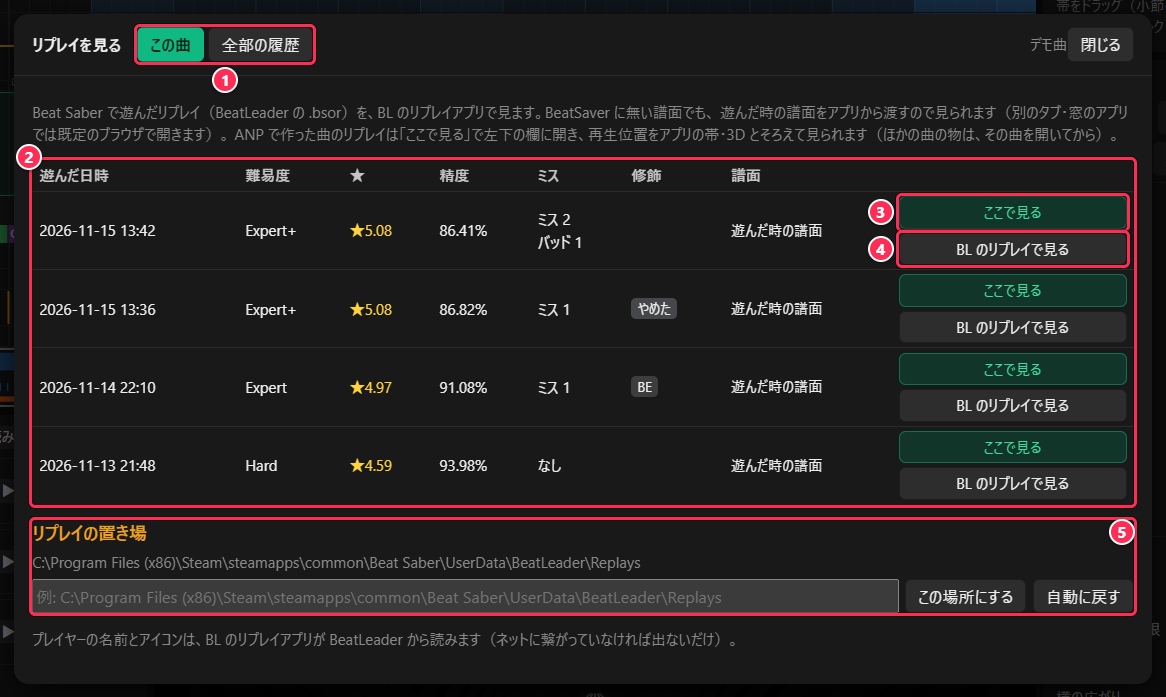 帯をドラッグ（小節
リプレイを見る この曲 全部の履歴 デモ曲 閉じる
1
Beat Saber で遊んだリプレイ（BeatLeader の .bsor）を、BL のリプレイアプリで見ます。BeatSaver に無い譜面でも、遊んだ時の譜面をアプリから渡すので見られます（別のタブ・窓のアプリ
では既定のブラウザで開きます）。ANP で作った曲のリプレイは「ここで見る」で左下の欄に開き、再生位置をアプリの帯・3D とそろえて見られます（ほかの曲の物は、その曲を開いてから）。
2
遊んだ日時 難易度 ★ 精度 ミス 修飾 譜面
2026-11-15 13:42 Expert+ ★5.08 86.41% ミス 2 バッド 1 遊んだ時の譜面
3 ここで見る
4 BL のリプレイで見る
2026-11-15 13:36 Expert+ ★5.08 86.82% ミス 1 やめた 遊んだ時の譜面
ここで見る
BL のリプレイで見る
2026-11-14 22:10 Expert ★4.97 91.08% ミス 1 BE 遊んだ時の譜面
ここで見る
BL のリプレイで見る
2026-11-13 21:48 Hard ★4.59 93.98% なし 遊んだ時の譜面
ここで見る
BL のリプレイで見る
リプレイの置き場 5
C:\Program Files (x86)\Steam\steamapps\common\Beat Saber\UserData\BeatLeader\Replays
例: C:\Program Files (x86)\Steam\steamapps\common\Beat Saber\UserData\BeatLeader\Replays この場所にする 自動に戻す
プレイヤーの名前とアイコンは、BL のリプレイアプリが BeatLeader から読みます（ネットに繋がっていなければ出ないだけ）。